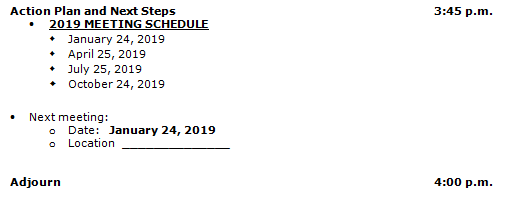 Action Plan and Next Steps 3:45 p.m.
• 2019 MEETING SCHEDULE
◆ January 24, 2019
◆ April 25, 2019
◆ July 25, 2019
◆ October 24, 2019
• Next meeting:
o Date: January 24, 2019
o Location _______________
Adjourn 4:00 p.m.